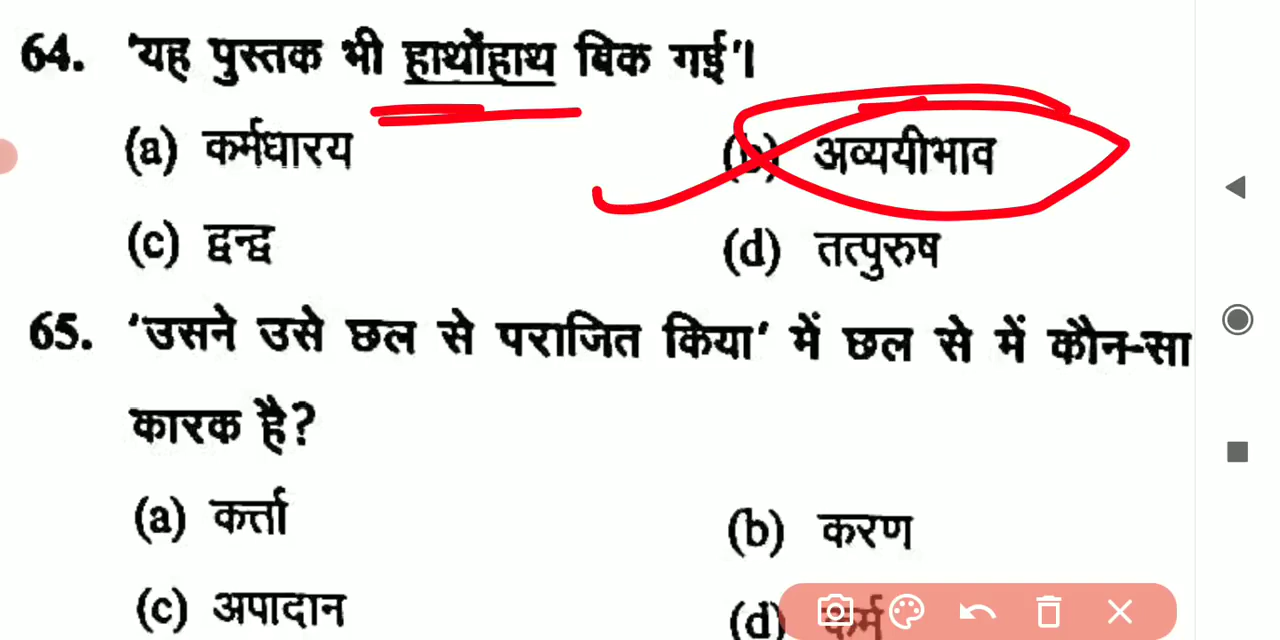 64. 'यह पुस्तक भी हाथोंहाथ बिक गई'।
(a) कर्मधारय (b) अव्ययीभाव
(c) द्वन्द्व (d) तत्पुरुष
65. 'उसने उसे छल से पराजित किया' में छल से में कौन-सा
कारक है?
(a) कर्त्ता (b) करण
(c) अपादान (d) कर्म